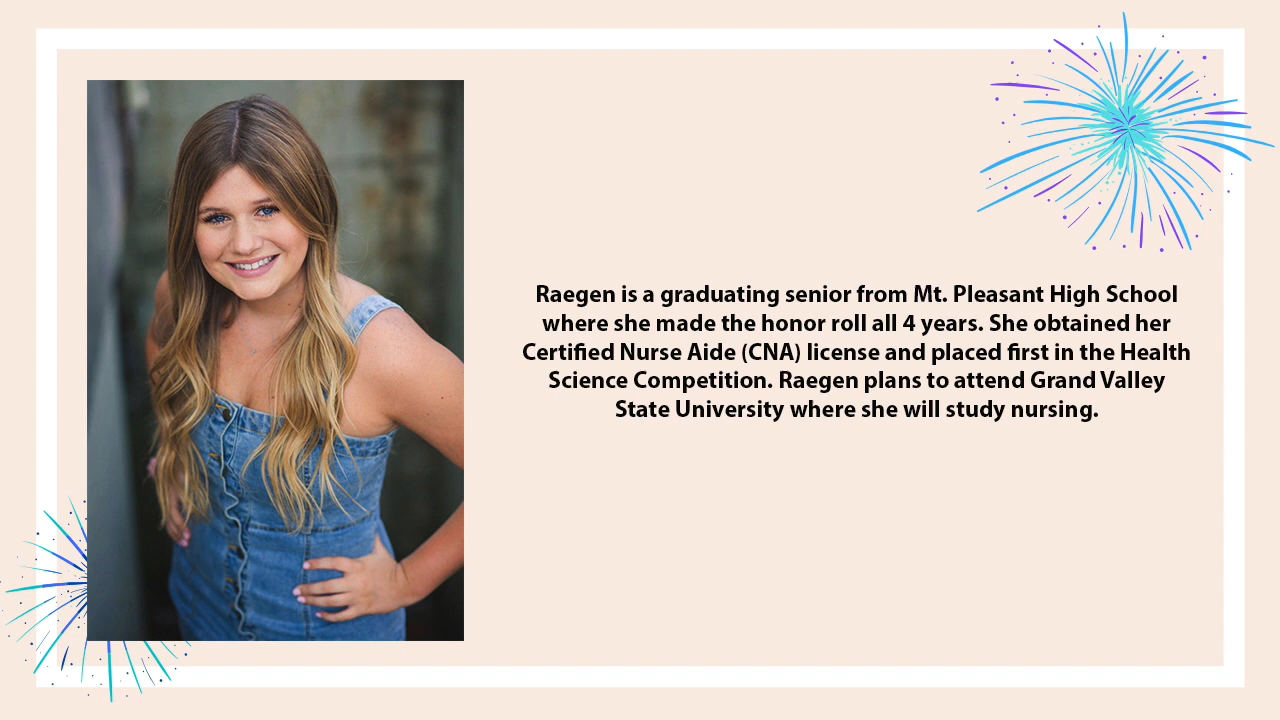 Raegen is a graduating senior from Mt. Pleasant High School
where she made the honor roll all 4 years. She obtained her
Certified Nurse Aide (CNA) license and placed first in the Health
Science Competition. Raegen plans to attend Grand Valley
State University where she will study nursing.